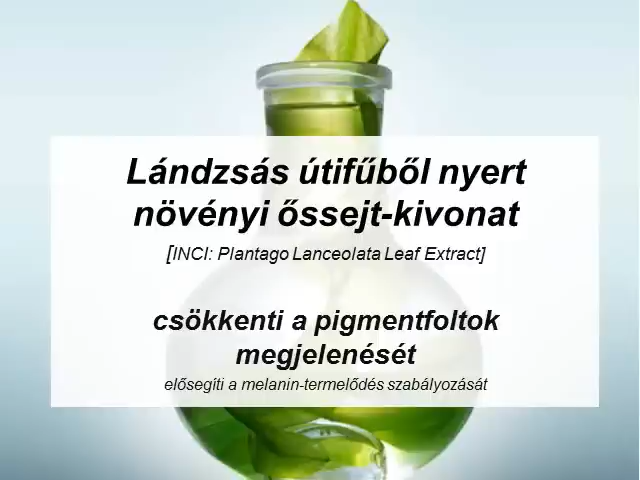 Lándzsás útifűből nyert
növényi őssejt-kivonat
[INCI: Plantago Lanceolata Leaf Extract]
csökkenti a pigmentfoltok
megjelenését
elősegíti a melanin-termelődés szabályozását